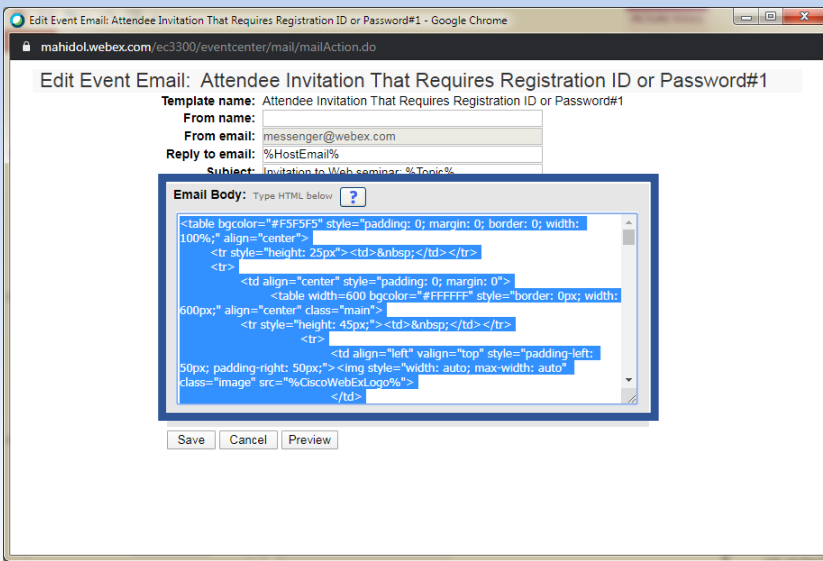 Edit Event Email: Attendee Invitation That Requires Registration ID or Password#1 - Google Chrome
mahidol.webex.com/ec3300/eventcenter/mail/mailAction.do
Edit Event Email: Attendee Invitation That Requires Registration ID or Password#1
Template name: Attendee Invitation That Requires Registration ID or Password#1
From name:
From email: messenger@webex.com
Reply to email: %HostEmail%
Subject: Invitation to Web seminar: %Topic%
Email Body: Type HTML below ?
<table bgcolor="#F5F5F5" style="padding: 0; margin: 0; border: 0; width:
100%;" align="center">
<tr style="height: 25px"><td>&nbsp;</td></tr>
<tr>
<td align="center" style="padding: 0; margin: 0">
<table width=600 bgcolor="#FFFFFF" style="border: 0px; width:
600px;" align="center" class="main">
<tr style="height: 45px;"><td>&nbsp;</td></tr>
<tr>
<td align="left" valign="top" style="padding-left:
50px; padding-right: 50px;"><img style="width: auto; max-width: auto"
class="image" src="%CiscoWebExLogo%">
</td>
Save Cancel Preview